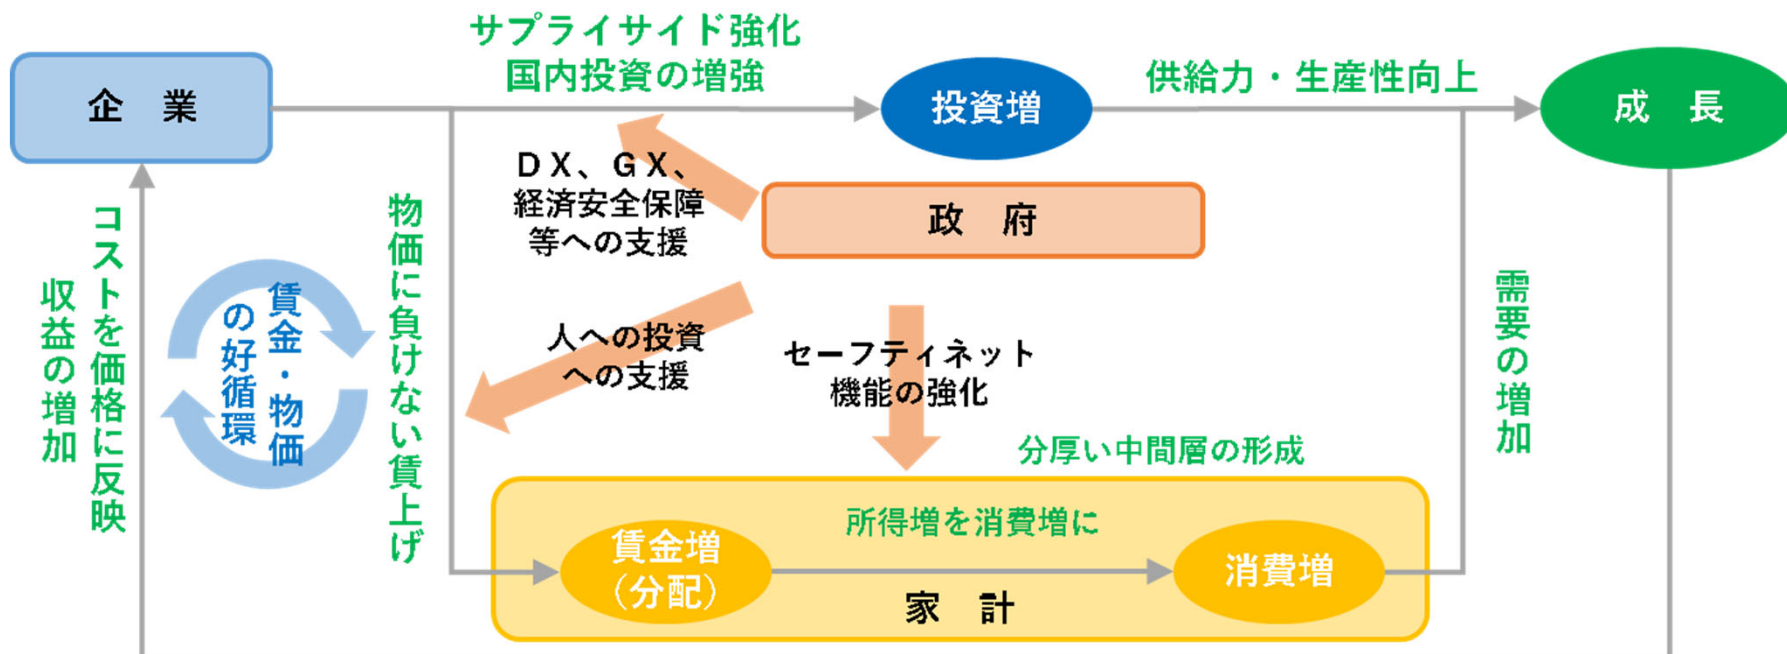 サプライサイド強化
国内投資の増強
企　業
投資増
供給力・生産性向上
成　長
ＤＸ、ＧＸ、
経済安全保障
等への支援
政　府
コストを価格に反映
収益の増加
賃金・物価
の好循環
物価に負けない賃上げ
人への投資
への支援
セーフティネット
機能の強化
需要の増加
分厚い中間層の形成
所得増を消費増に
賃金増
（分配）
消費増
家　計